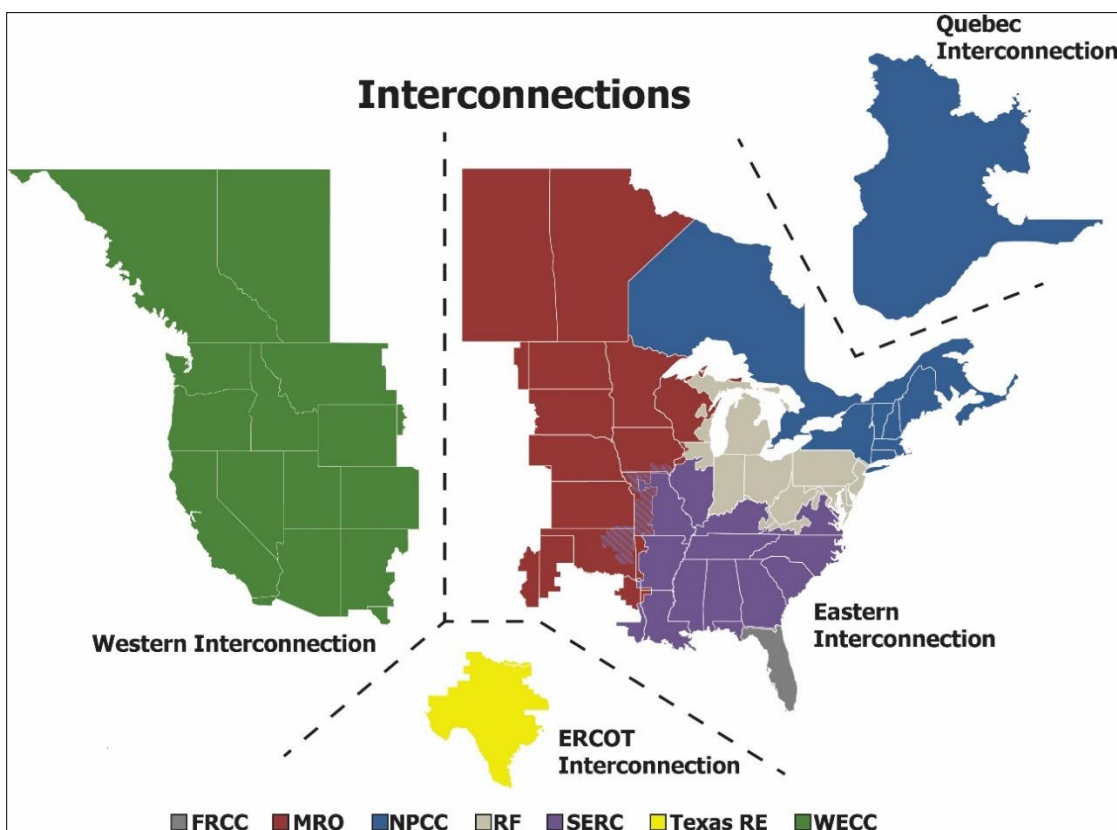 Quebec
Interconnection
Interconnections
Western Interconnection
Eastern
Interconnection
ERCOT
Interconnection
FRCC MRO NPCC RF SERC Texas RE WECC